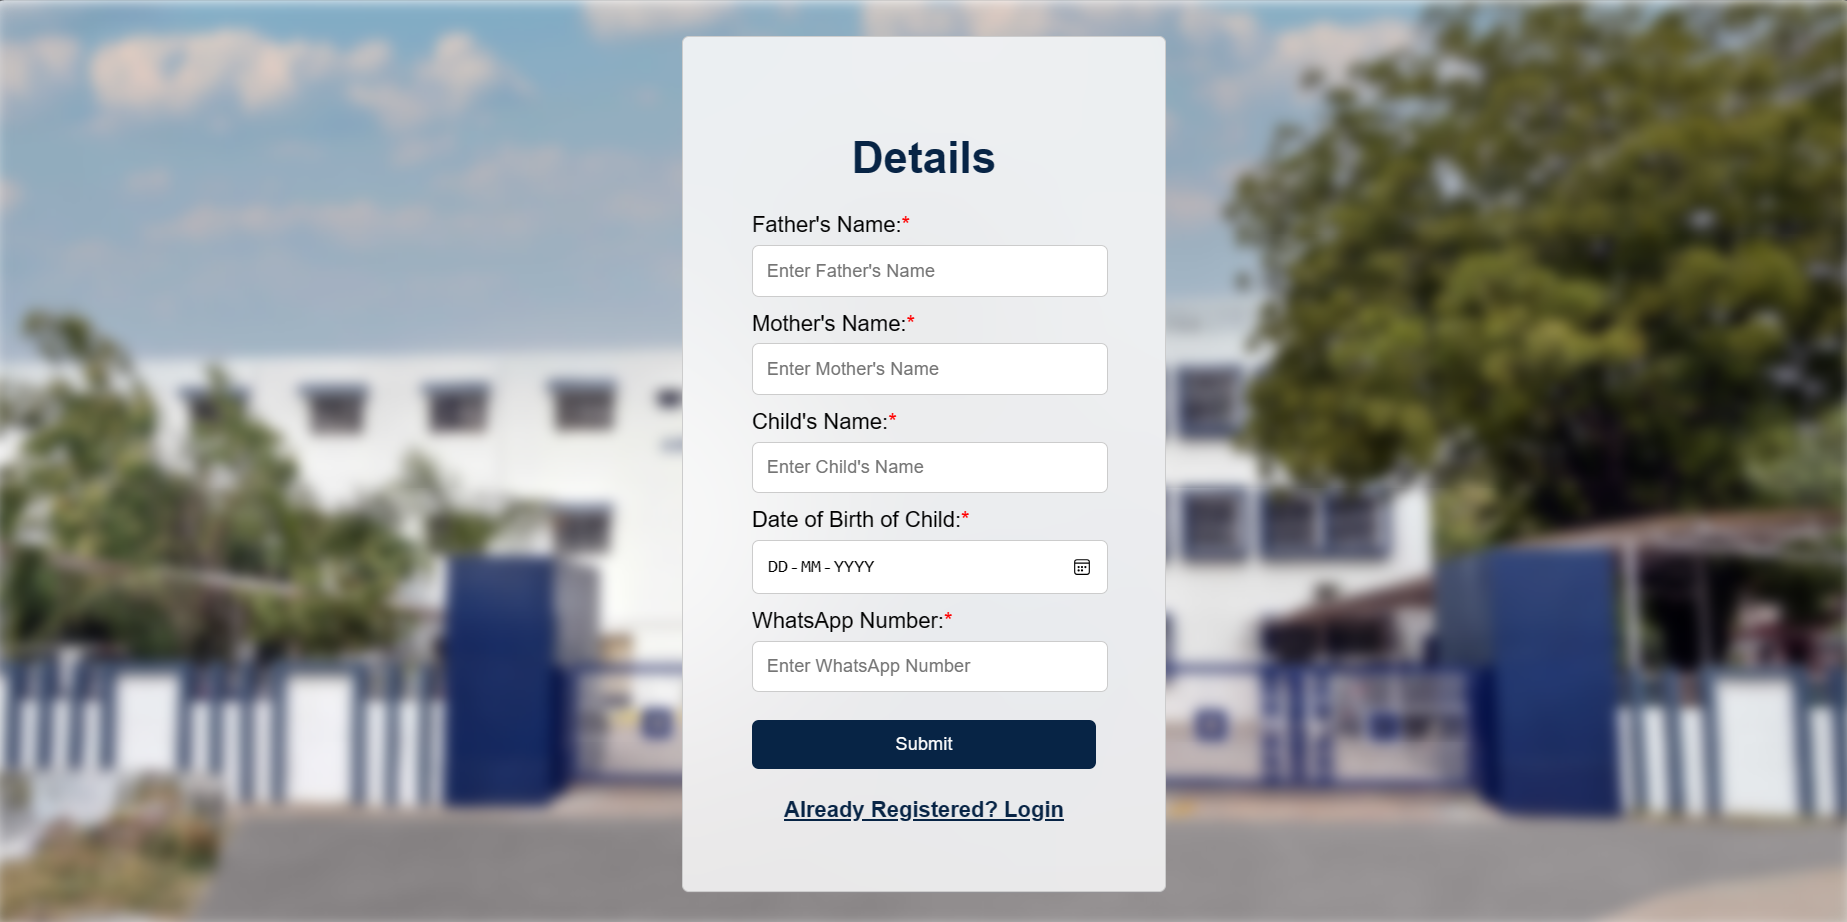 Details
Father's Name:*
Enter Father's Name
Mother's Name:*
Enter Mother's Name
Child's Name:*
Enter Child's Name
Date of Birth of Child:*
DD-MM-YYYY
WhatsApp Number:*
Enter WhatsApp Number
Submit
Already Registered? Login